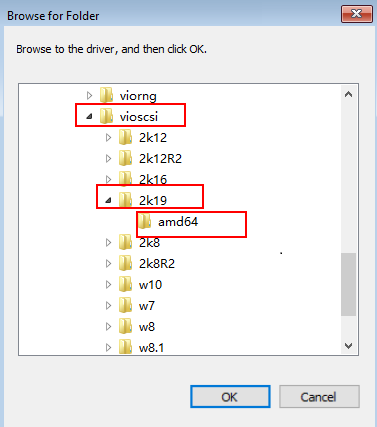 Browse for Folder
Browse to the driver, and then click OK.
viorng
vioscsi
2k12
2k12R2
2k16
2k19
amd64
2k8
2k8R2
w10
w7
w8
w8.1
OK
Cancel